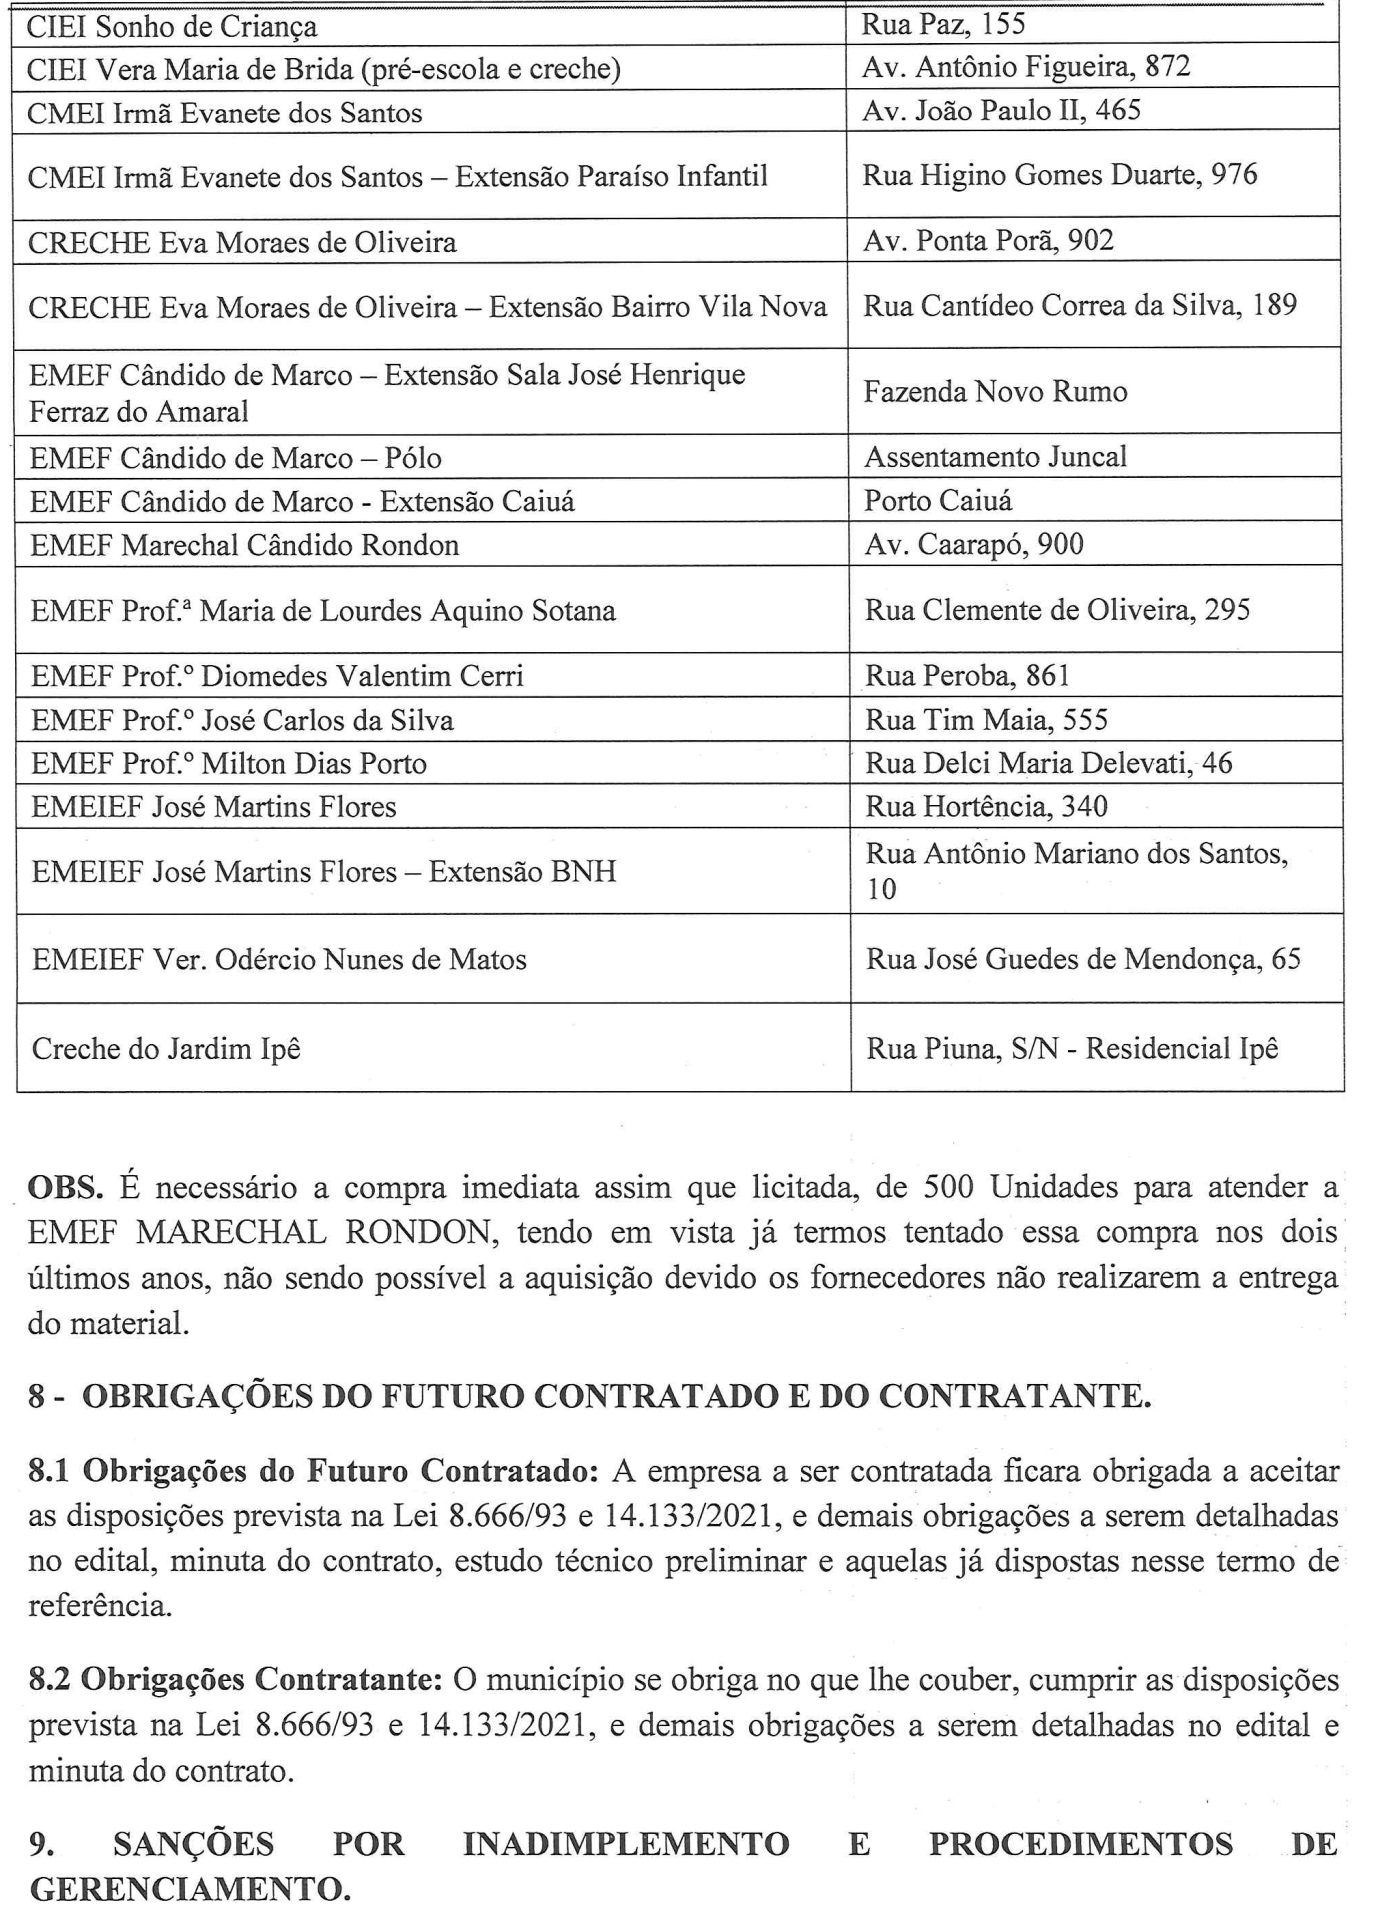 CIEI Sonho de Criança Rua Paz, 155
CIEI Vera Maria de Brida (pré-escola e creche) Av. Antônio Figueira, 872
CMEI Irmã Evanete dos Santos Av. João Paulo II, 465
CMEI Irmã Evanete dos Santos – Extensão Paraíso Infantil Rua Higino Gomes Duarte, 976
CRECHE Eva Moraes de Oliveira Av. Ponta Porã, 902
CRECHE Eva Moraes de Oliveira – Extensão Bairro Vila Nova Rua Cantídeo Correa da Silva, 189
EMEF Cândido de Marco – Extensão Sala José Henrique
Ferraz do Amaral
Fazenda Novo Rumo
EMEF Cândido de Marco – Pólo Assentamento Juncal
EMEF Cândido de Marco - Extensão Caiuá Porto Caiuá
EMEF Marechal Cândido Rondon Av. Caarapó, 900
EMEF Prof.ª Maria de Lourdes Aquino Sotana Rua Clemente de Oliveira, 295
EMEF Prof.º Diomedes Valentim Cerri Rua Peroba, 861
EMEF Prof.º José Carlos da Silva Rua Tim Maia, 555
EMEF Prof.º Milton Dias Porto Rua Delci Maria Delevati, 46
EMEIEF José Martins Flores Rua Hortência, 340
EMEIEF José Martins Flores – Extensão BNH
Rua Antônio Mariano dos Santos,
10
EMEIEF Ver. Odércio Nunes de Matos Rua José Guedes de Mendonça, 65
Creche do Jardim Ipê Rua Piuna, S/N - Residencial Ipê
OBS. É necessário a compra imediata assim que licitada, de 500 Unidades para atender a
EMEF MARECHAL RONDON, tendo em vista já termos tentado essa compra nos dois
últimos anos, não sendo possível a aquisição devido os fornecedores não realizarem a entrega
do material.
8 - OBRIGAÇÕES DO FUTURO CONTRATADO E DO CONTRATANTE.
8.1 Obrigações do Futuro Contratado: A empresa a ser contratada ficara obrigada a aceitar
as disposições prevista na Lei 8.666/93 e 14.133/2021, e demais obrigações a serem detalhadas
no edital, minuta do contrato, estudo técnico preliminar e aquelas já dispostas nesse termo de
referência.
8.2 Obrigações Contratante: O município se obriga no que lhe couber, cumprir as disposições
prevista na Lei 8.666/93 e 14.133/2021, e demais obrigações a serem detalhadas no edital e
minuta do contrato.
9. SANÇÕES POR INADIMPLEMENTO E PROCEDIMENTOS DE
GERENCIAMENTO.